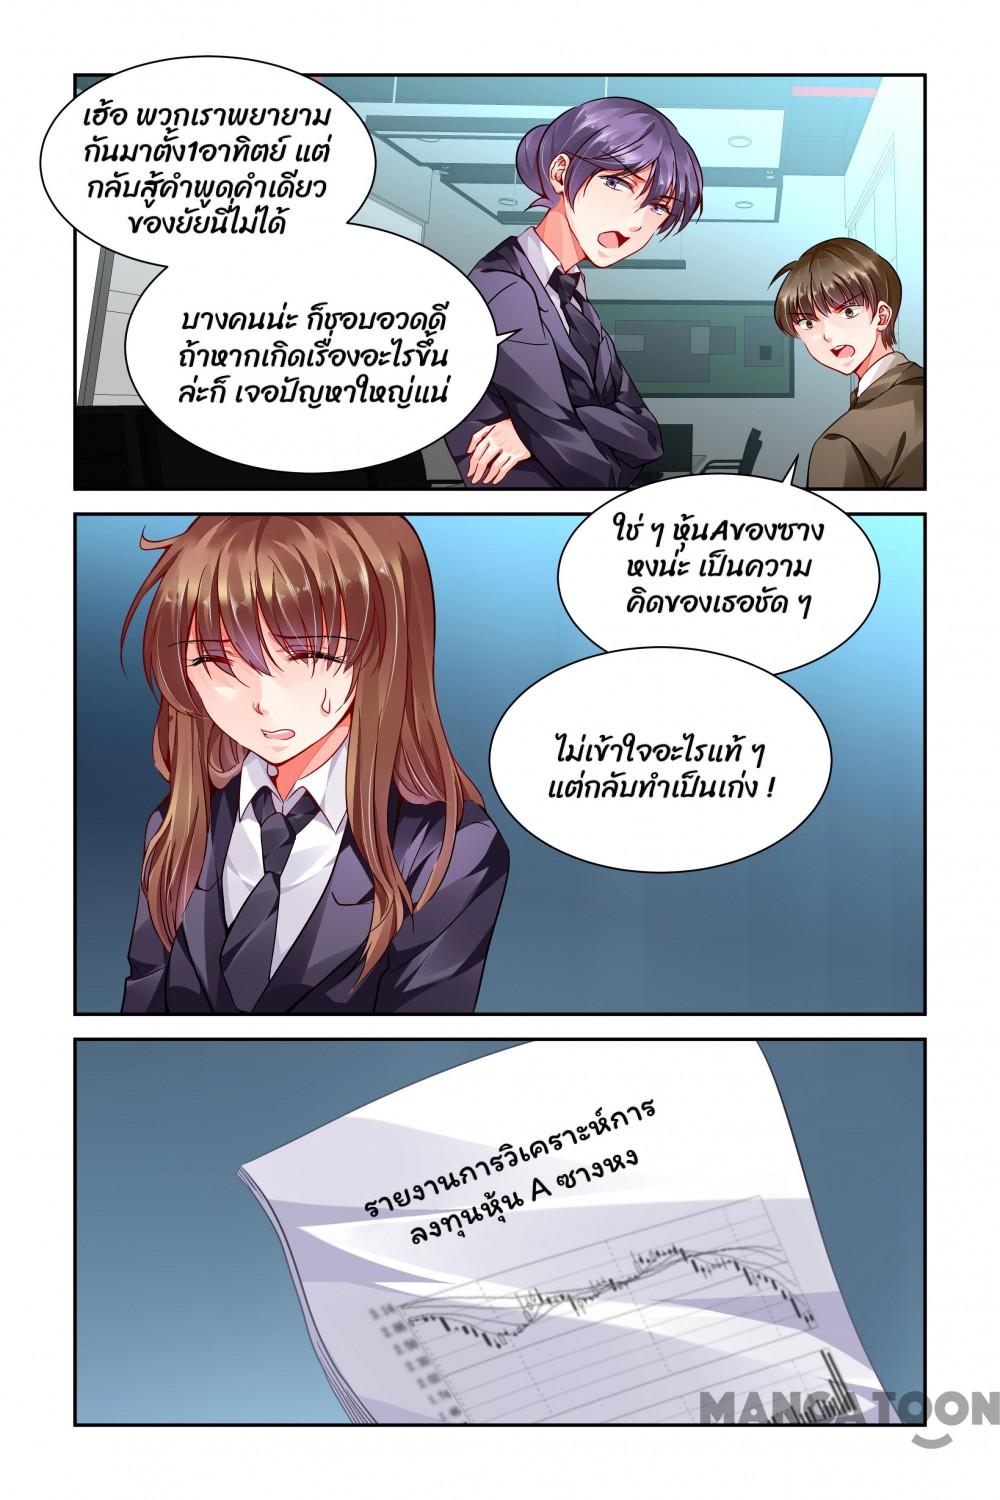 เฮ้อ พวกเราพยายาม
กันมาตั้ง1อาทิตย์ แต่
กลับสู้คำพูดคำเดียว
ของยัยนี่ไม่ได้
บางคนน่ะ ก็ชอบอวดดี
ถ้าหากเกิดเรื่องอะไรขึ้น
ล่ะก็ เจอปัญหาใหญ่แน่
ใช่ ๆ หุ้นAของซาง
หงน่ะ เป็นความ
คิดของเธอชัด ๆ
ไม่เข้าใจอะไรแท้ ๆ
แต่กลับทำเป็นเก่ง !
รายงานการวิเคราะห์การ
ลงทุนหุ้น A ซางหง
MANGATOON